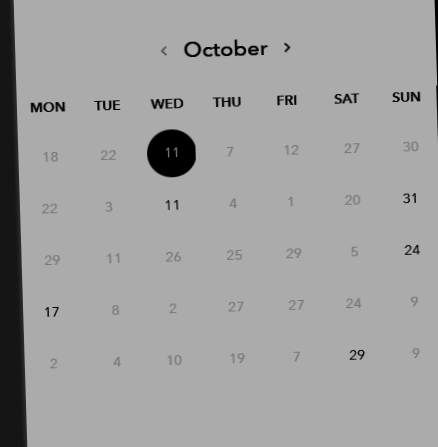 ‹ October ›
MON TUE WED THU FRI SAT SUN
18 22 11 7 12 27 30
22 3 11 4 1 20 31
29 11 26 25 29 5 24
17 8 2 27 27 24 9
2 4 10 19 7 29 9